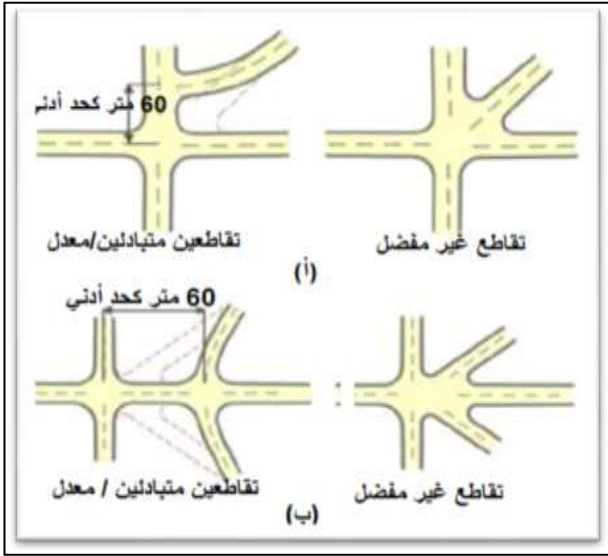 60 متر كحد أدنى
تقاطع غير مفضل
تقاطعين متبادلين/معدل
(أ)
60 متر كحد أدني
تقاطع غير مفضل
تقاطعين متبادلين / معدل
(ب)